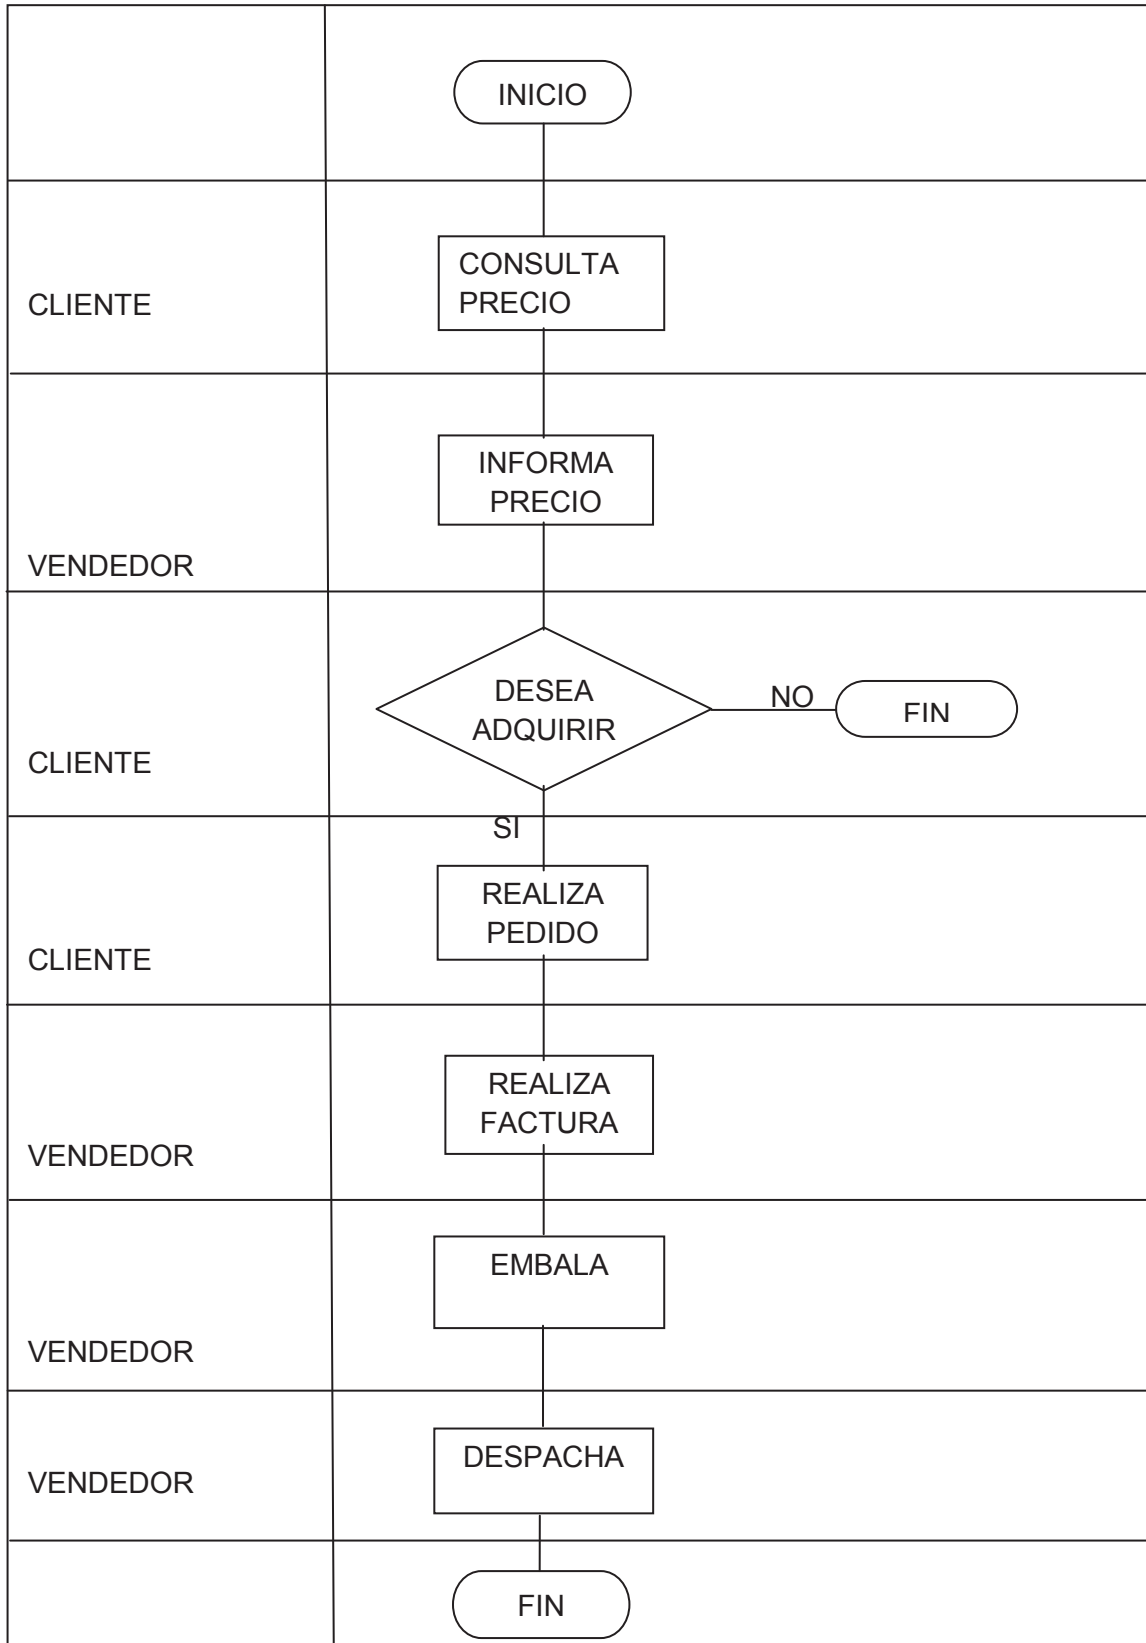 INICIO
CONSULTA
PRECIO
CLIENTE
INFORMA
PRECIO
VENDEDOR
DESEA
ADQUIRIR
NO
FIN
CLIENTE
SI
REALIZA
PEDIDO
CLIENTE
REALIZA
FACTURA
VENDEDOR
EMBALA
VENDEDOR
DESPACHA
VENDEDOR
FIN